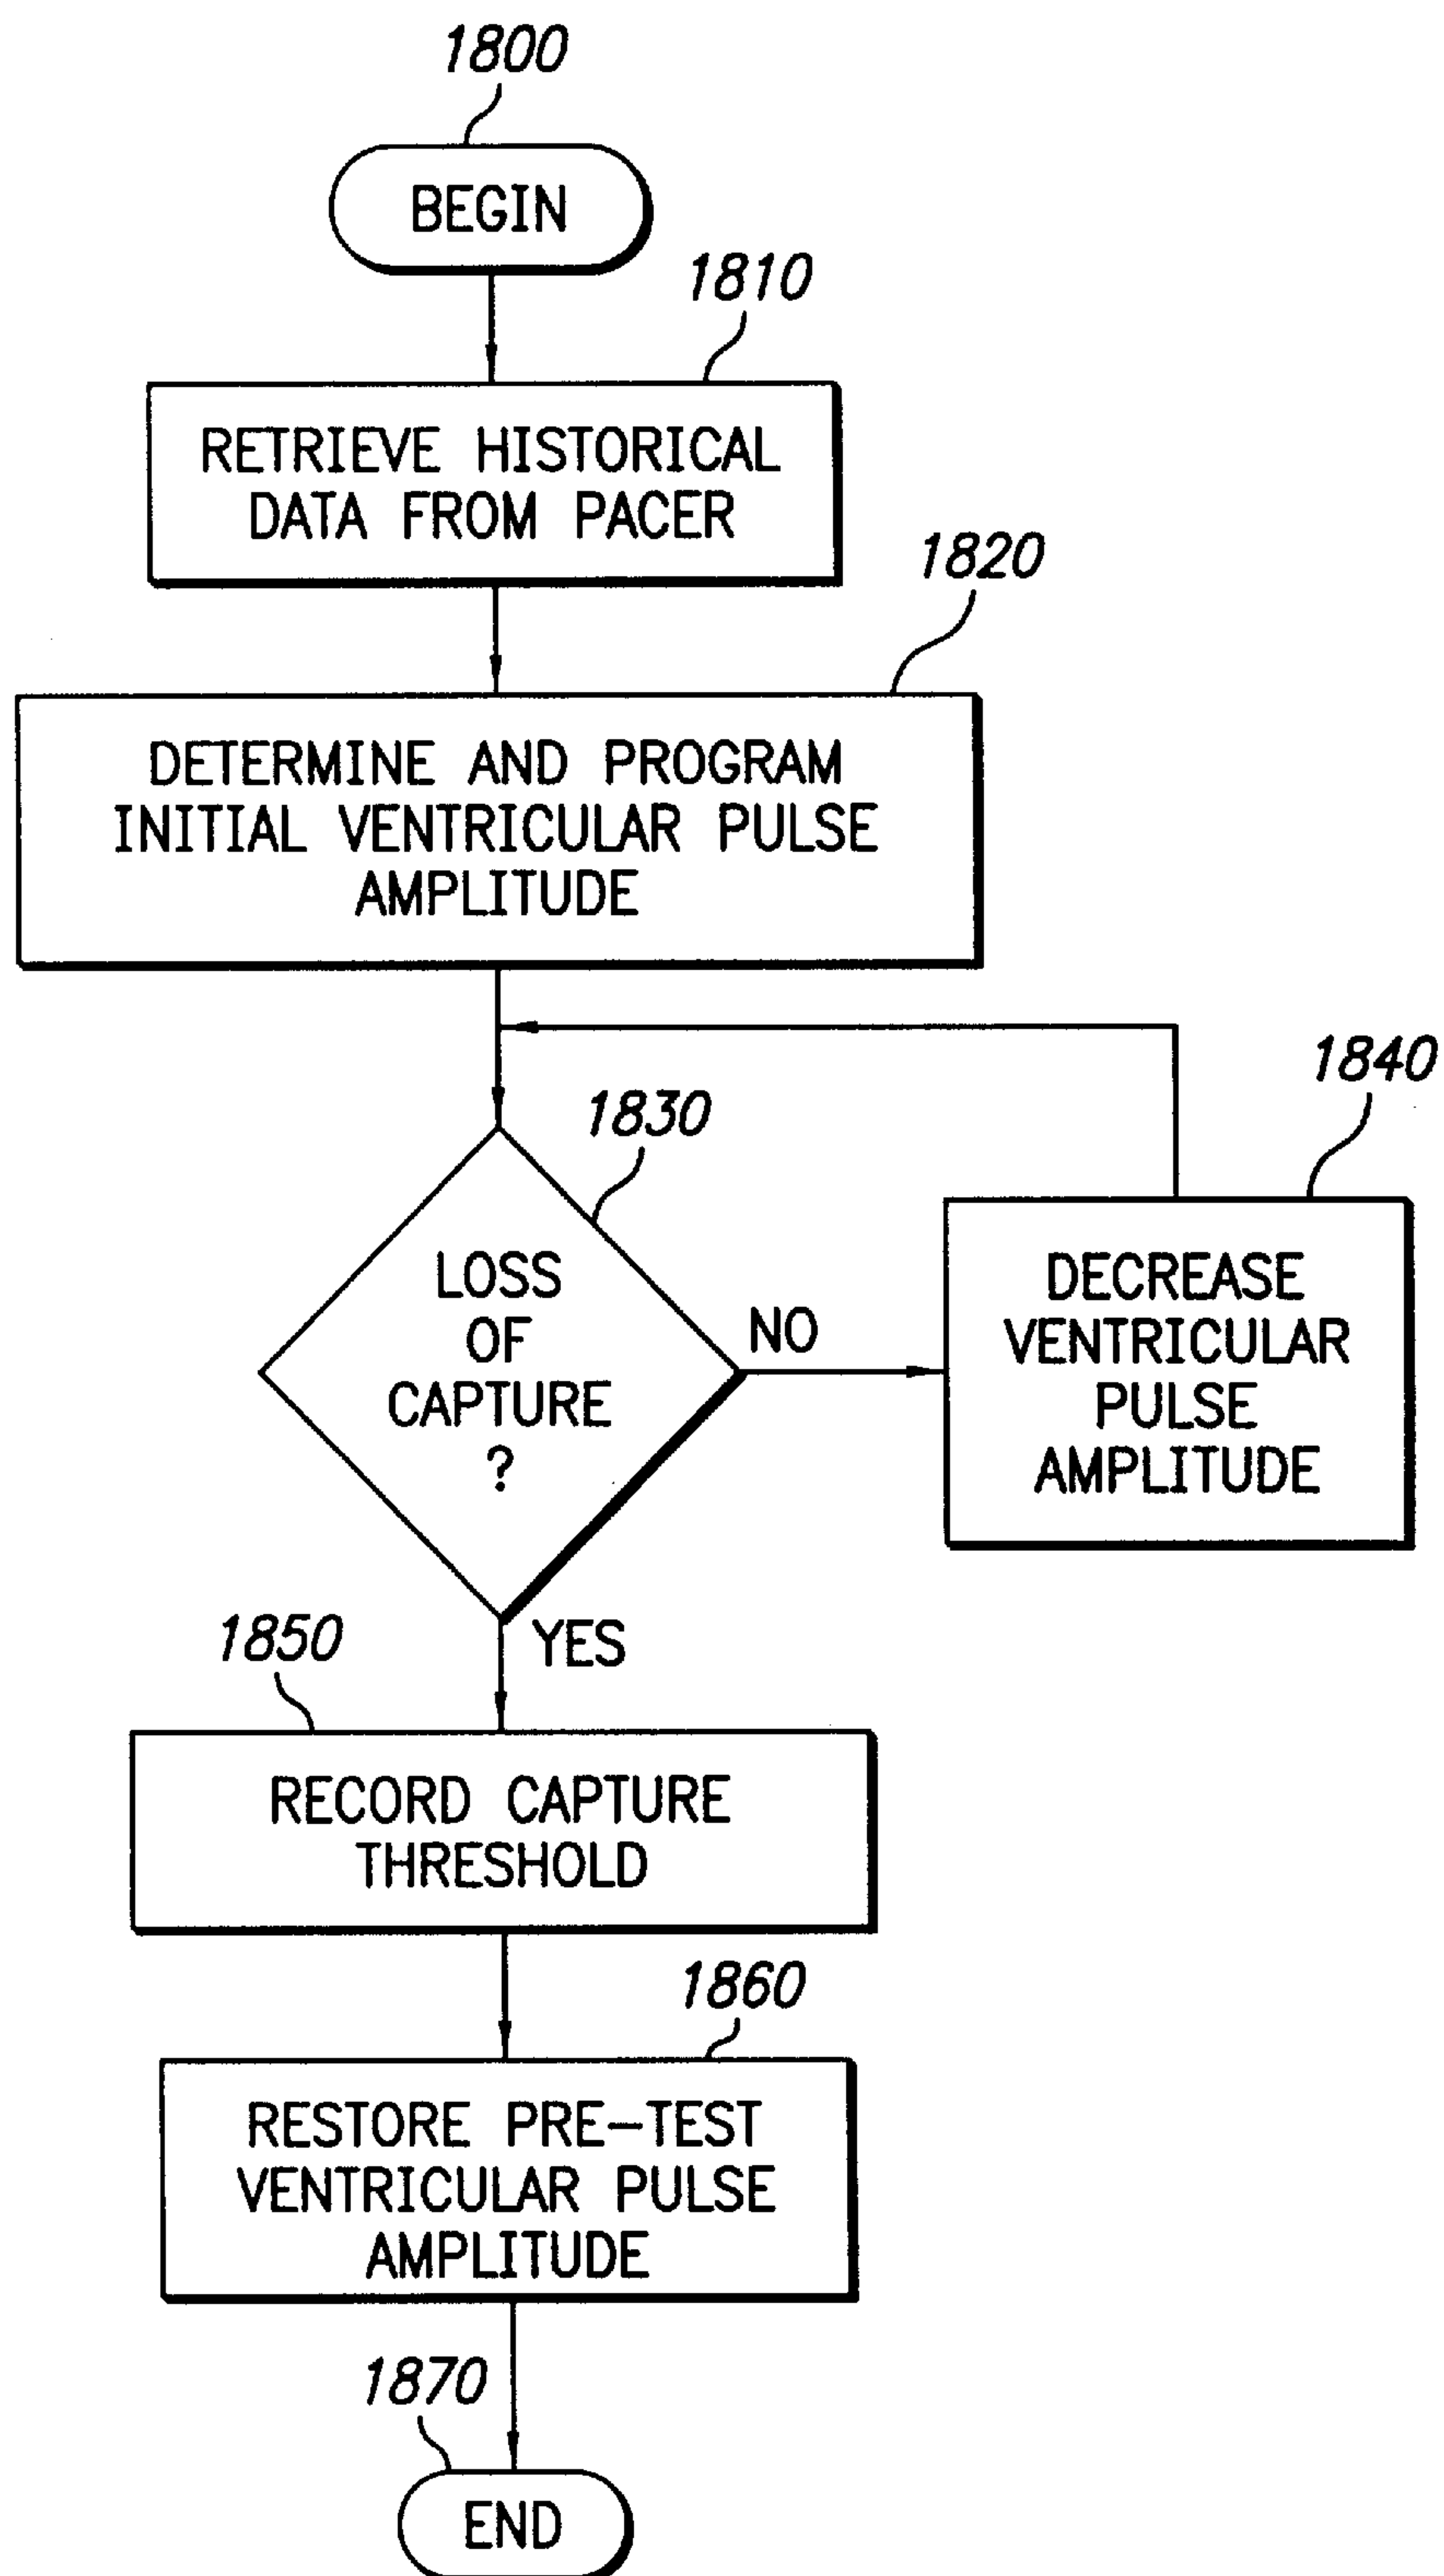 1800
BEGIN
1810
RETRIEVE HISTORICAL
DATA FROM PACER
1820
DETERMINE AND PROGRAM
INITIAL VENTRICULAR PULSE
AMPLITUDE
1830
LOSS
OF
CAPTURE
?
NO
1840
DECREASE
VENTRICULAR
PULSE
AMPLITUDE
YES
1850
RECORD CAPTURE
THRESHOLD
1860
RESTORE PRE-TEST
VENTRICULAR PULSE
AMPLITUDE
1870
END